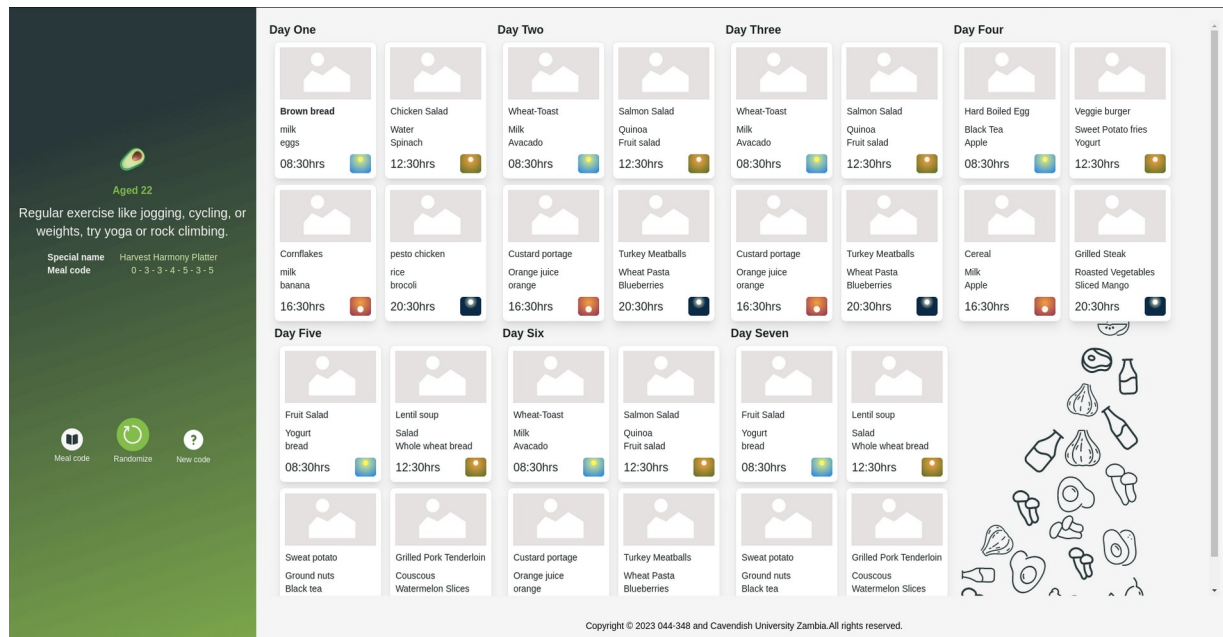 Aged 22
Regular exercise like jogging, cycling, or
weights, try yoga or rock climbing.
Special name Harvest Harmony Platter
Meal code 0 - 3 - 3 - 4 - 5 - 3 - 5
Meal code
Randomize
New code
?
Day One
Brown bread
milk
eggs
08:30hrs
Chicken Salad
Water
Spinach
12:30hrs
Cornflakes
milk
banana
16:30hrs
pesto chicken
rice
brocoli
20:30hrs
Day Two
Wheat-Toast
Milk
Avacado
08:30hrs
Salmon Salad
Quinoa
Fruit salad
12:30hrs
Custard portage
Orange juice
orange
16:30hrs
Turkey Meatballs
Wheat Pasta
Blueberries
20:30hrs
Day Three
Wheat-Toast
Milk
Avacado
08:30hrs
Salmon Salad
Quinoa
Fruit salad
12:30hrs
Custard portage
Orange juice
orange
16:30hrs
Turkey Meatballs
Wheat Pasta
Blueberries
20:30hrs
Day Four
Hard Boiled Egg
Black Tea
Apple
08:30hrs
Veggie burger
Sweet Potato fries
Yogurt
12:30hrs
Cereal
Milk
Apple
16:30hrs
Grilled Steak
Roasted Vegetables
Sliced Mango
20:30hrs
Day Five
Fruit Salad
Yogurt
bread
08:30hrs
Lentil soup
Salad
Whole wheat bread
12:30hrs
Sweat potato
Ground nuts
Black tea
Grilled Pork Tenderloin
Couscous
Watermelon Slices
Day Six
Wheat-Toast
Milk
Avacado
08:30hrs
Salmon Salad
Quinoa
Fruit salad
12:30hrs
Custard portage
Orange juice
orange
Turkey Meatballs
Wheat Pasta
Blueberries
Day Seven
Fruit Salad
Yogurt
bread
08:30hrs
Lentil soup
Salad
Whole wheat bread
12:30hrs
Sweat potato
Ground nuts
Black tea
Grilled Pork Tenderloin
Couscous
Watermelon Slices
Copyright © 2023 044-348 and Cavendish University Zambia.All rights reserved.